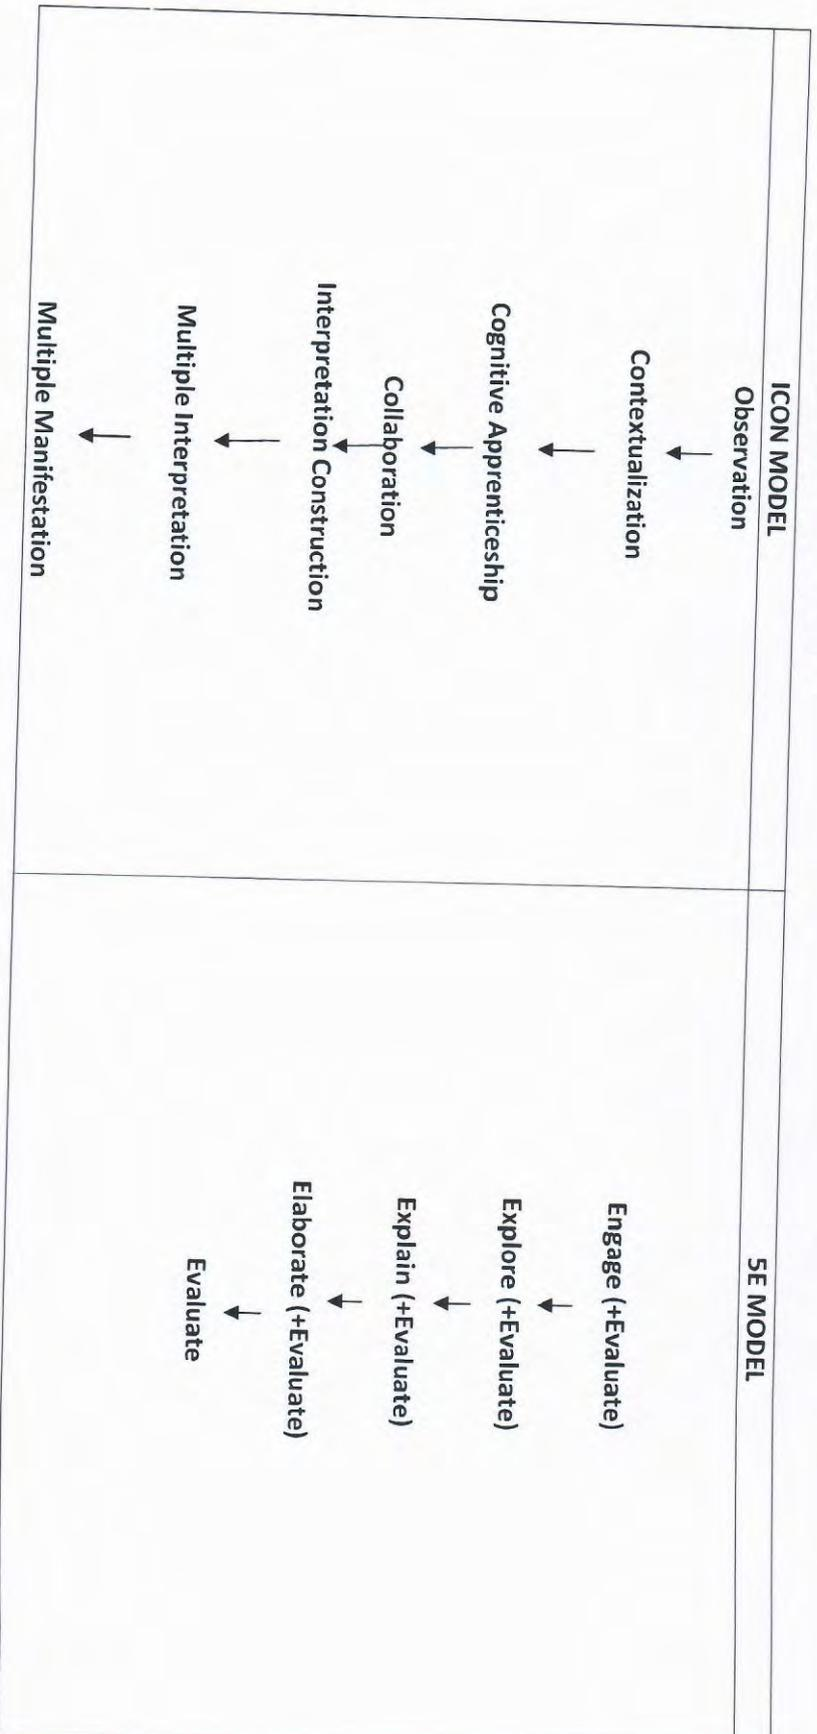 ICON MODEL
Observation
Contextualization
Cognitive Apprenticeship
Collaboration
Interpretation Construction
Multiple Interpretation
Multiple Manifestation
5E MODEL
Engage (+Evaluate)
Explore (+Evaluate)
Explain (+Evaluate)
Elaborate (+Evaluate)
Evaluate